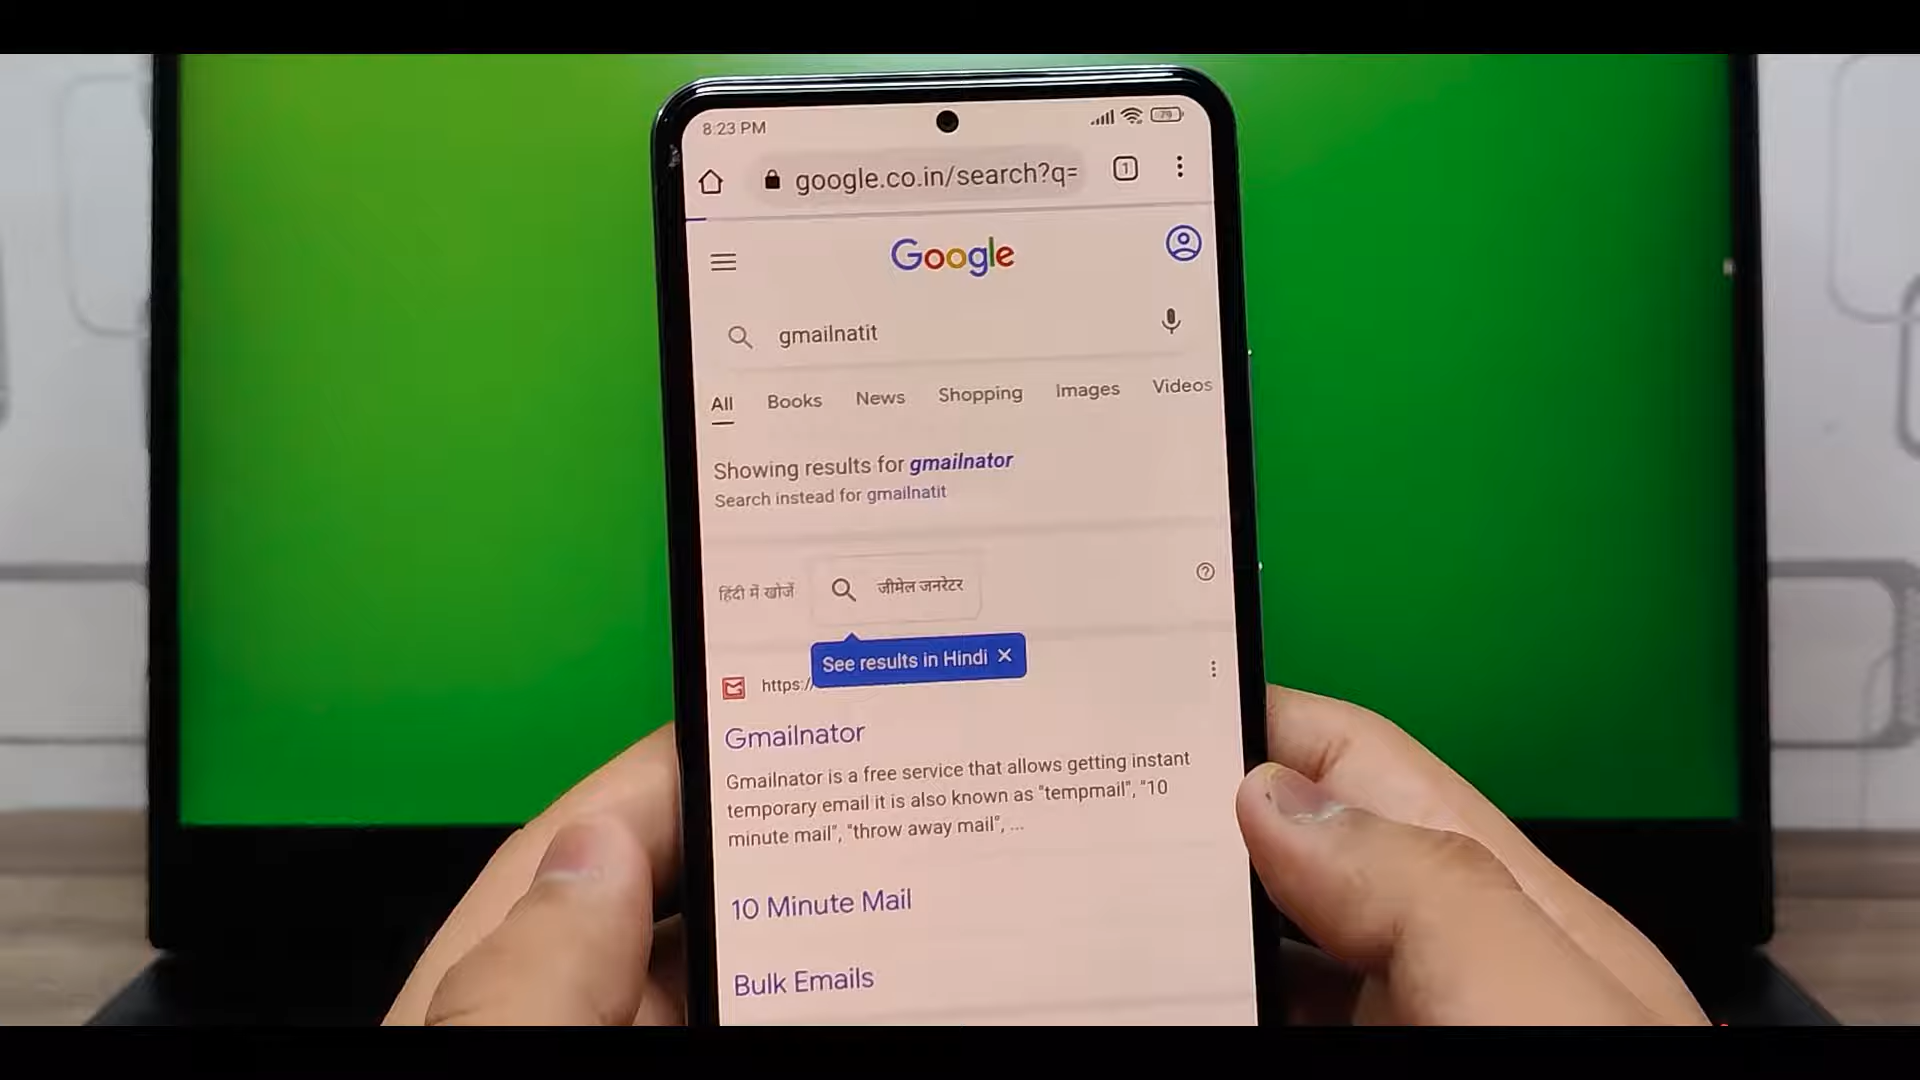 8:23 PM
79
google.co.in/search?q=
1
Google
gmailnatit
All Books News Shopping Images Videos
Showing results for gmailnator
Search instead for gmailnatit
हिंदी में खोजें
जीमेल जनरेटर
See results in Hindi
https:/
Gmailnator
Gmailnator is a free service that allows getting instant
temporary email it is also known as "tempmail", "10
minute mail", "throw away mail", ...
10 Minute Mail
Bulk Emails